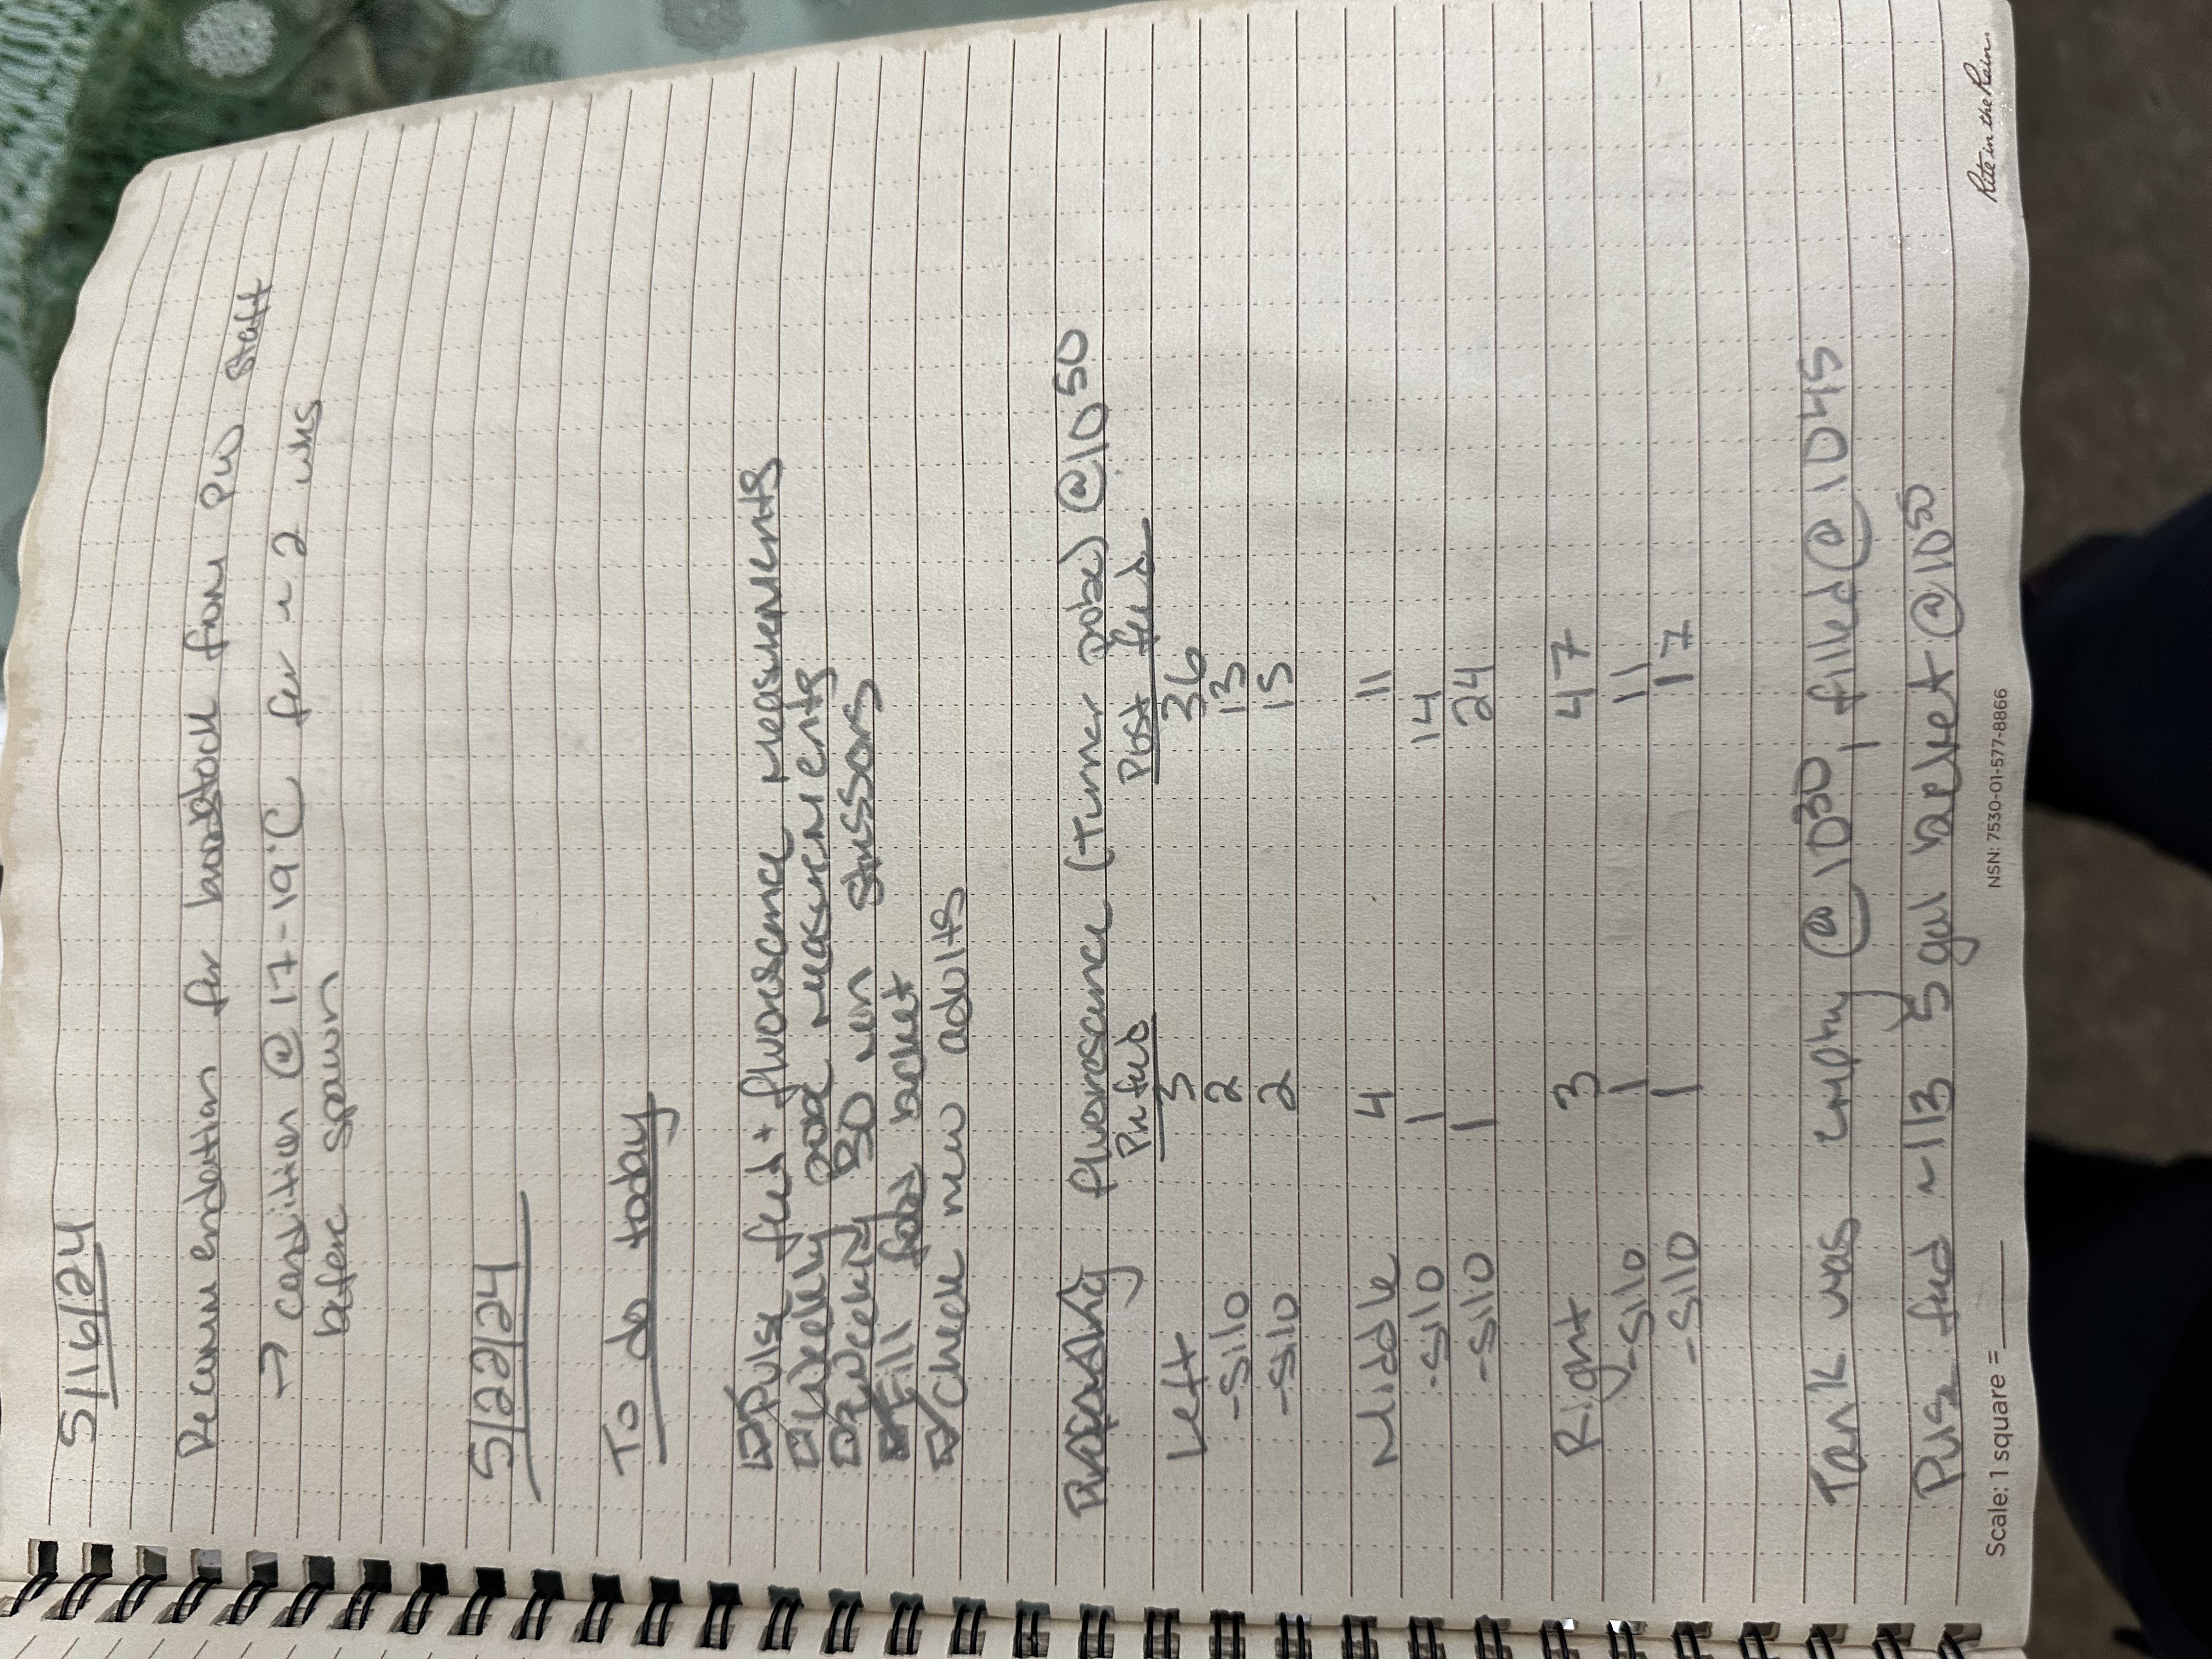 5/16/24
Recommendation for broodstock from PW staff
→ condition @ 17-19°C for ~ 2 wks
before spawn
5/22/24
To do today
☑ Pulse feed + fluorescence measurements
☑ Weekly probe measurements
☑ Weekly 30 min stressors
☑ Fill food bucket
☑ Check new adults
fluorescence (Turner probe) @ 10 50
Pre feed Post feed
Left 3 36
-silo 2 13
-silo 2 15
Middle 4 11
-silo 1 14
-silo 1 24
Right 3 47
-silo 1 11
-silo 1 17
Tank was empty @ 10 30, filled @ 1045
Pulse feed ~1/3 5 gal bucket @ 10 55
Scale: 1 square = ______ NSN: 7530-01-577-8866 Rite in the Rain.